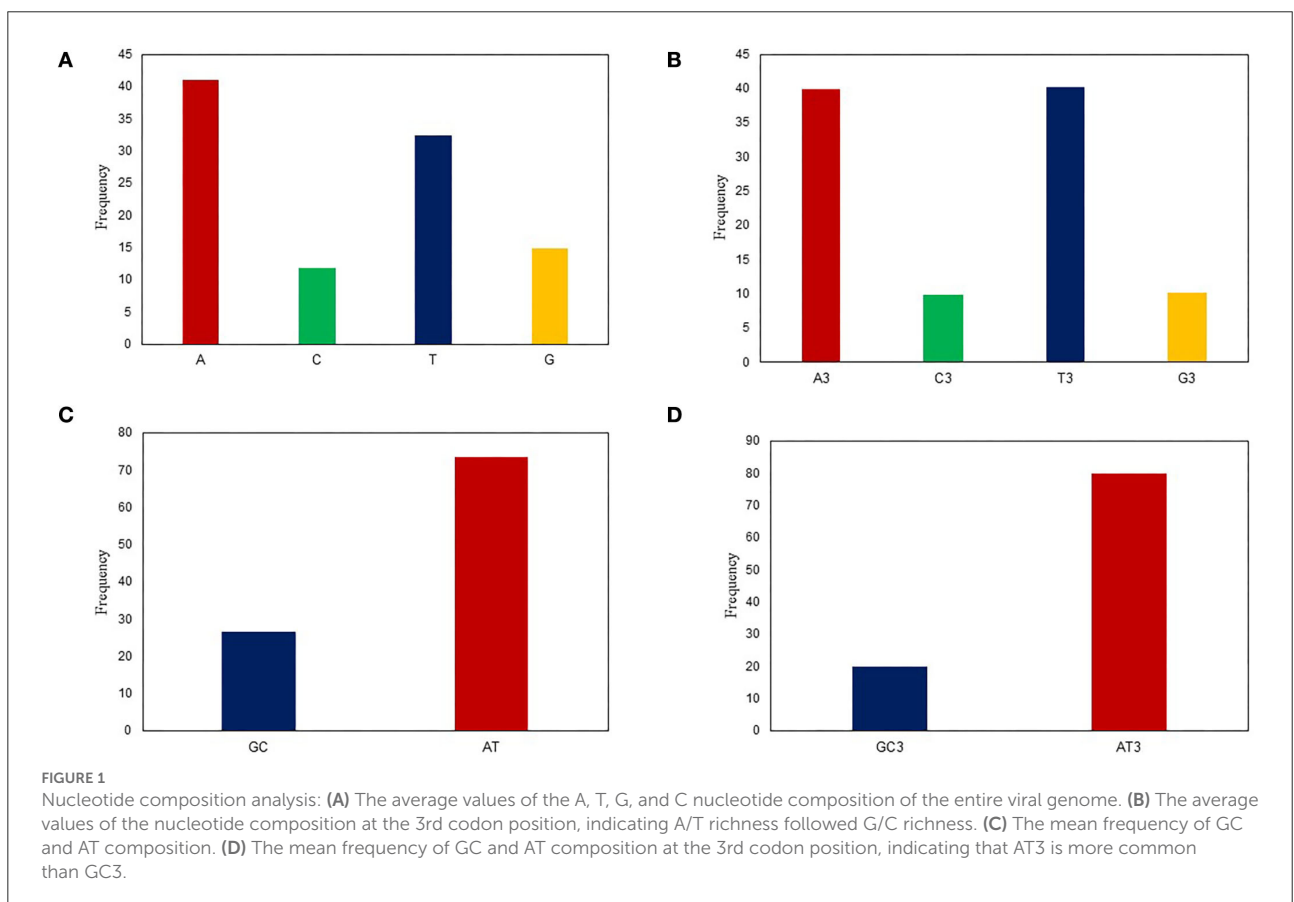 A
45
40
35
30
25
20
15
10
5
0
Frequency
A C T G
B
45
40
35
30
25
20
15
10
5
0
Frequency
A3 C3 T3 G3
C
80
70
60
50
40
30
20
10
0
Frequency
GC AT
D
90
80
70
60
50
40
30
20
10
0
Frequency
GC3 AT3
FIGURE 1
Nucleotide composition analysis: (A) The average values of the A, T, G, and C nucleotide composition of the entire viral genome. (B) The average
values of the nucleotide composition at the 3rd codon position, indicating A/T richness followed G/C richness. (C) The mean frequency of GC
and AT composition. (D) The mean frequency of GC and AT composition at the 3rd codon position, indicating that AT3 is more common
than GC3.